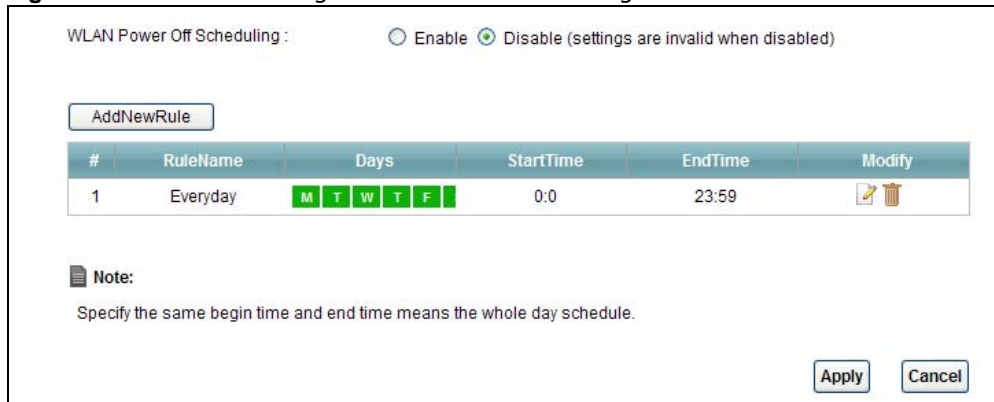 WLAN Power Off Scheduling : Enable Disable (settings are invalid when disabled)
AddNewRule
# RuleName Days StartTime EndTime Modify
1 Everyday M T W T F 0:0 23:59
Note:
Specify the same begin time and end time means the whole day schedule.
Apply Cancel